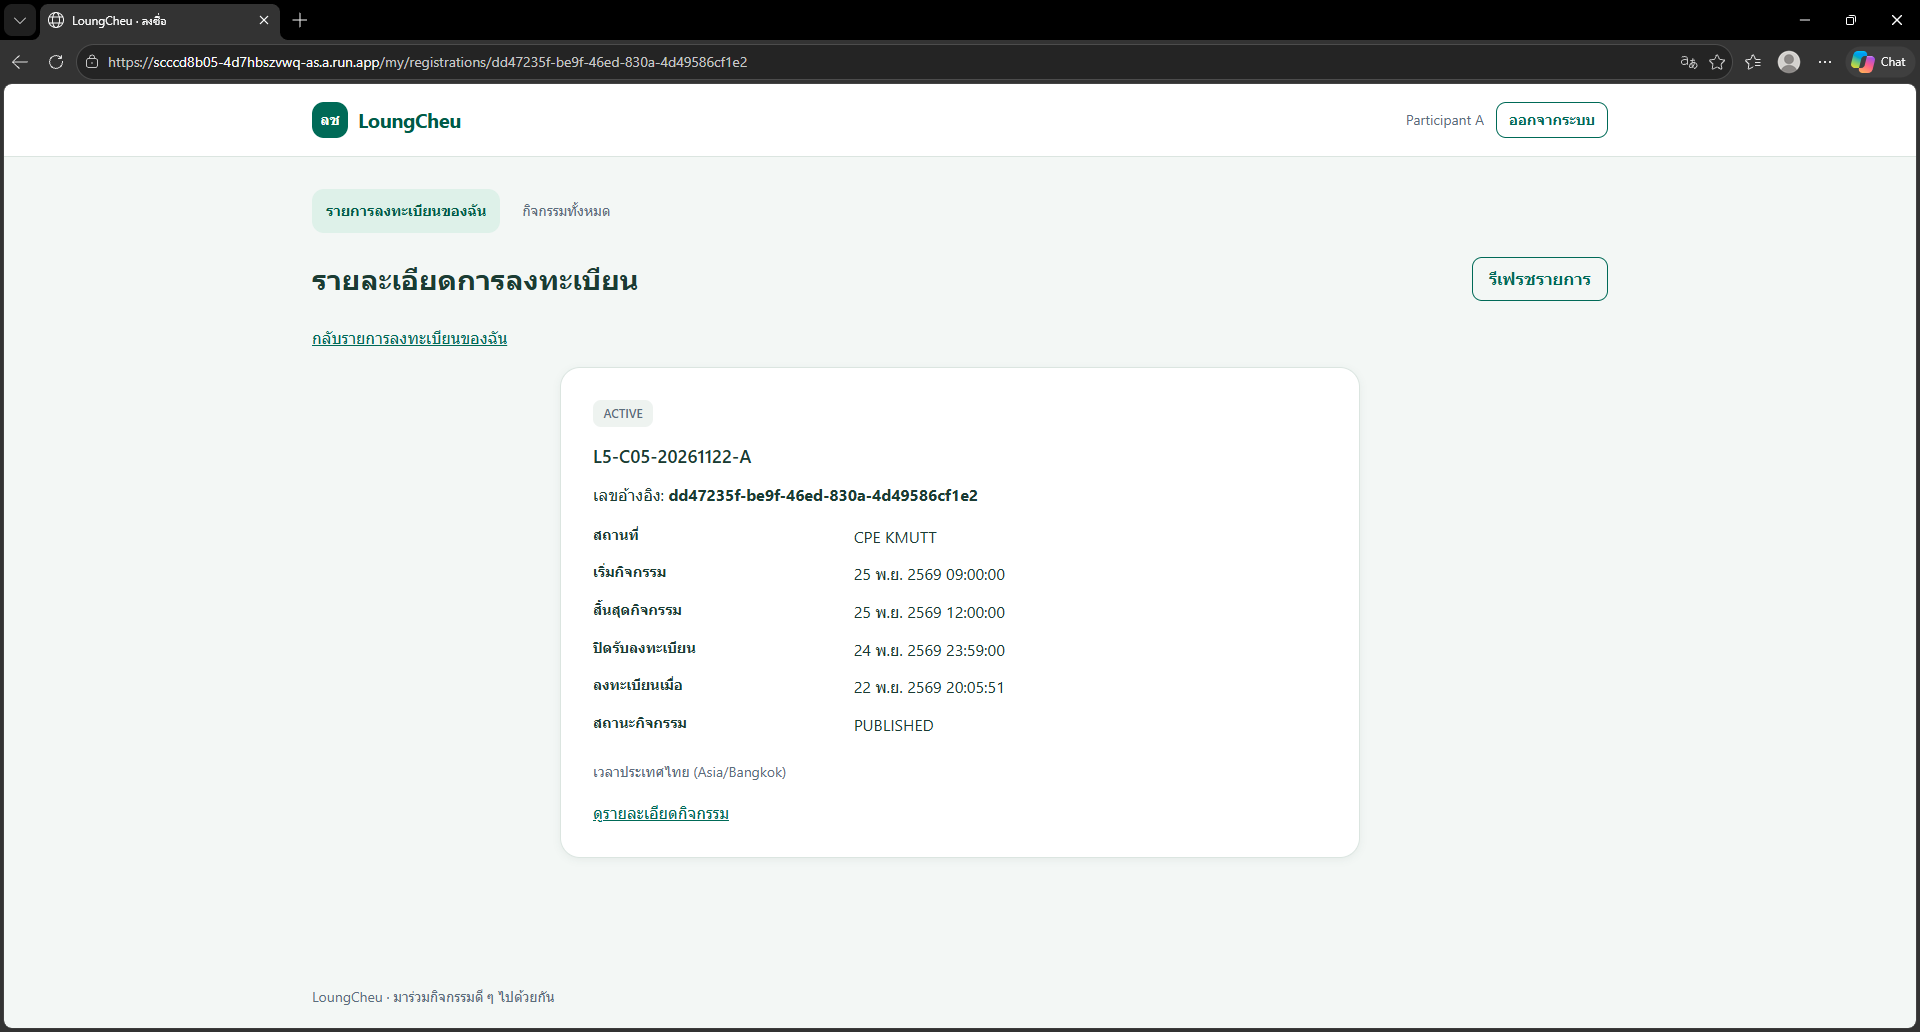 LoungCheu · ลงชื่อ
https://scccd8b05-4d7hbszvwq-as.a.run.app/my/registrations/dd47235f-be9f-46ed-830a-4d49586cf1e2
Chat
ลช LoungCheu
Participant A
ออกจากระบบ
รายการลงทะเบียนของฉัน
กิจกรรมทั้งหมด
รายละเอียดการลงทะเบียน
รีเฟรชรายการ
กลับรายการลงทะเบียนของฉัน
ACTIVE
L5-C05-20261122-A
เลขอ้างอิง: dd47235f-be9f-46ed-830a-4d49586cf1e2
สถานที่ CPE KMUTT
เริ่มกิจกรรม 25 พ.ย. 2569 09:00:00
สิ้นสุดกิจกรรม 25 พ.ย. 2569 12:00:00
ปิดรับลงทะเบียน 24 พ.ย. 2569 23:59:00
ลงทะเบียนเมื่อ 22 พ.ย. 2569 20:05:51
สถานะกิจกรรม PUBLISHED
เวลาประเทศไทย (Asia/Bangkok)
ดูรายละเอียดกิจกรรม
LoungCheu · มาร่วมกิจกรรมดี ๆ ไปด้วยกัน